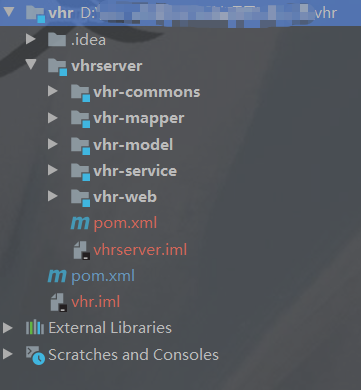 vhr D: vhr
.idea
vhrserver
vhr-commons
vhr-mapper
vhr-model
vhr-service
vhr-web
pom.xml
vhrserver.iml
pom.xml
vhr.iml
External Libraries
Scratches and Consoles